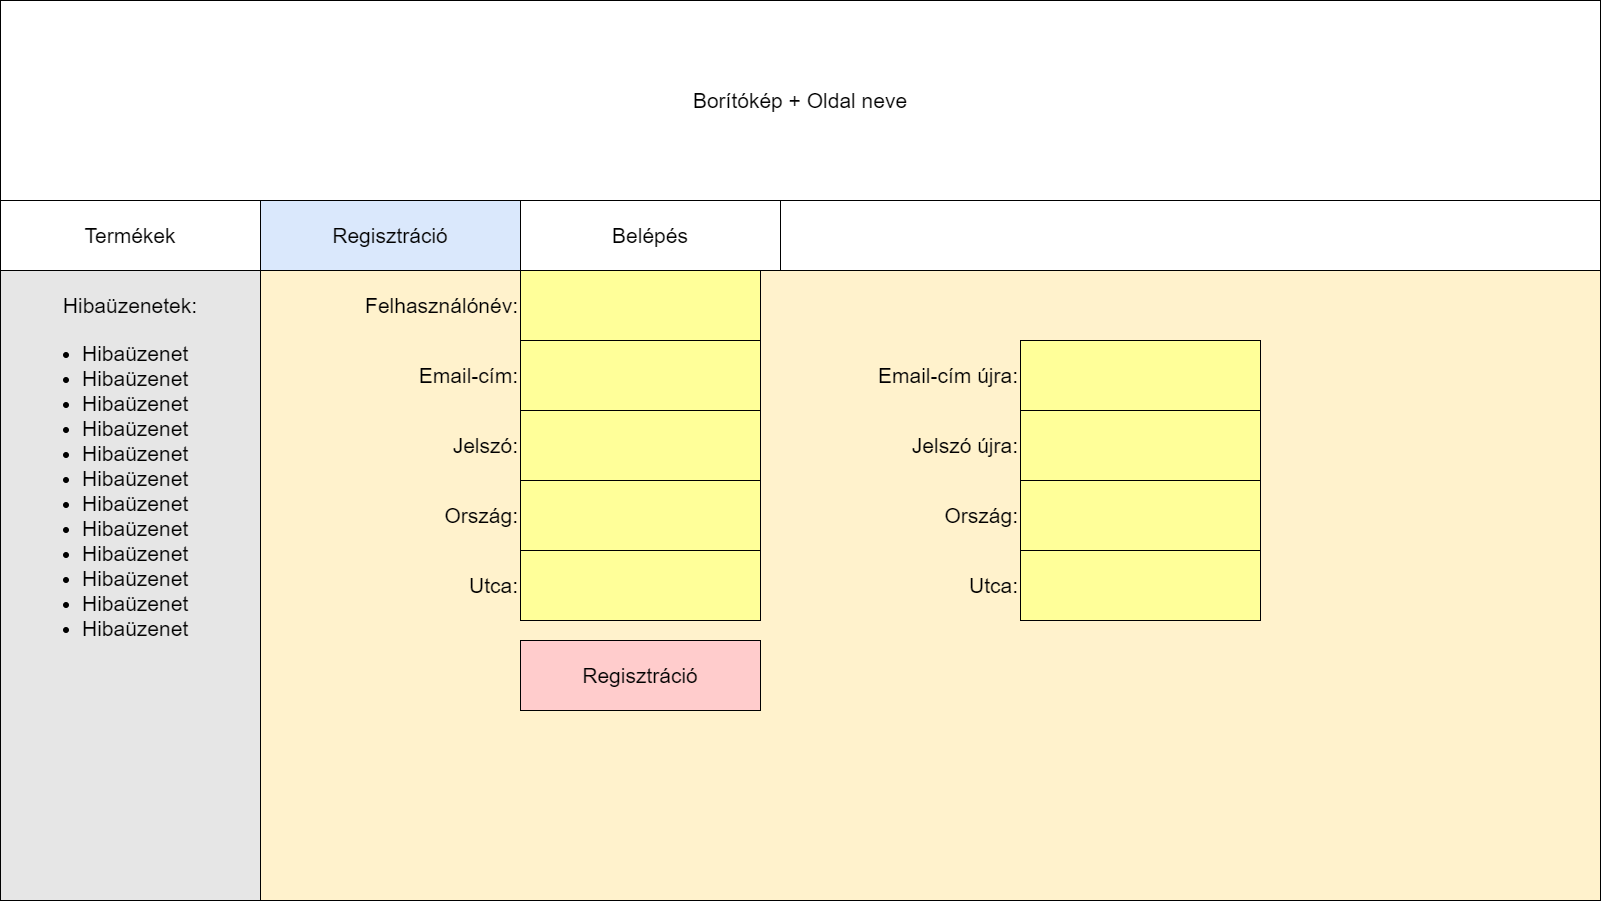 Borítókép + Oldal neve
Termékek
Regisztráció
Belépés
Hibaüzenetek:
Hibaüzenet
Hibaüzenet
Hibaüzenet
Hibaüzenet
Hibaüzenet
Hibaüzenet
Hibaüzenet
Hibaüzenet
Hibaüzenet
Hibaüzenet
Hibaüzenet
Hibaüzenet
Felhasználónév:
Email-cím:
Email-cím újra:
Jelszó:
Jelszó újra:
Ország:
Ország:
Utca:
Utca:
Regisztráció